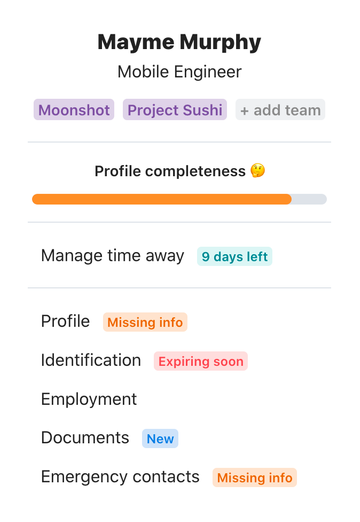 Mayme Murphy
Mobile Engineer
Moonshot Project Sushi + add team
Profile completeness 🤔
Manage time away 9 days left
Profile Missing info
Identification Expiring soon
Employment
Documents New
Emergency contacts Missing info